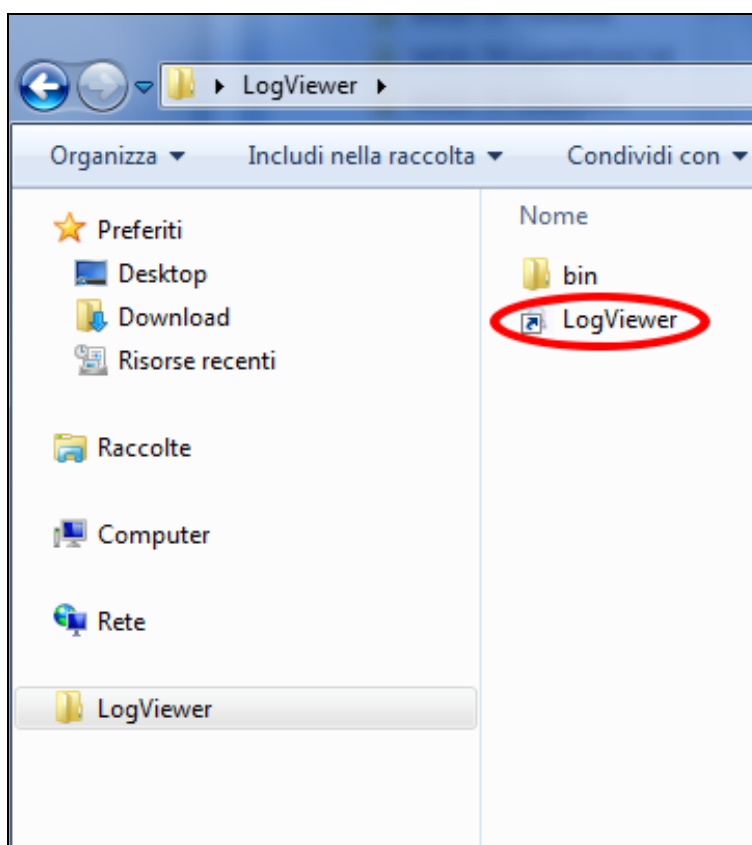 LogViewer
Organizza Includi nella raccolta Condividi con
Preferiti
Desktop
Download
Risorse recenti
Raccolte
Computer
Rete
LogViewer
Nome
bin
LogViewer